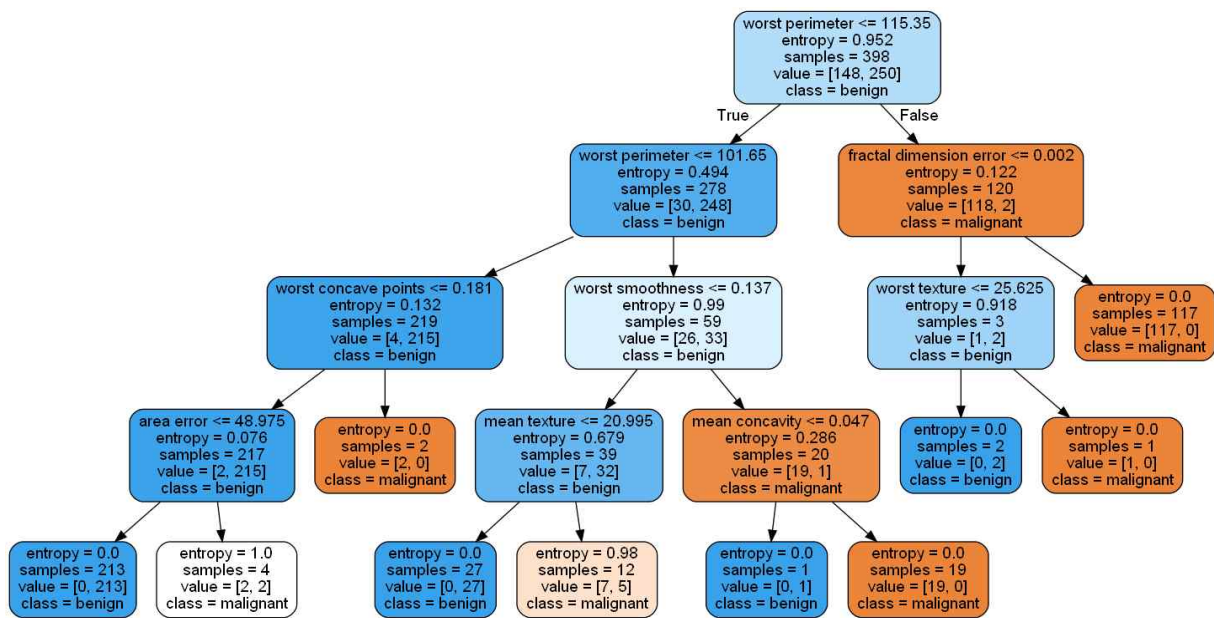 worst perimeter <= 115.35
entropy = 0.952
samples = 398
value = [148, 250]
class = benign
True
False
worst perimeter <= 101.65
entropy = 0.494
samples = 278
value = [30, 248]
class = benign
fractal dimension error <= 0.002
entropy = 0.122
samples = 120
value = [118, 2]
class = malignant
worst concave points <= 0.181
entropy = 0.132
samples = 219
value = [4, 215]
class = benign
worst smoothness <= 0.137
entropy = 0.99
samples = 59
value = [26, 33]
class = benign
worst texture <= 25.625
entropy = 0.918
samples = 3
value = [1, 2]
class = benign
entropy = 0.0
samples = 117
value = [117, 0]
class = malignant
area error <= 48.975
entropy = 0.076
samples = 217
value = [2, 215]
class = benign
entropy = 0.0
samples = 2
value = [2, 0]
class = malignant
mean texture <= 20.995
entropy = 0.679
samples = 39
value = [7, 32]
class = benign
mean concavity <= 0.047
entropy = 0.286
samples = 20
value = [19, 1]
class = malignant
entropy = 0.0
samples = 2
value = [0, 2]
class = benign
entropy = 0.0
samples = 1
value = [1, 0]
class = malignant
entropy = 0.0
samples = 213
value = [0, 213]
class = benign
entropy = 1.0
samples = 4
value = [2, 2]
class = malignant
entropy = 0.0
samples = 27
value = [0, 27]
class = benign
entropy = 0.98
samples = 12
value = [7, 5]
class = malignant
entropy = 0.0
samples = 1
value = [0, 1]
class = benign
entropy = 0.0
samples = 19
value = [19, 0]
class = malignant